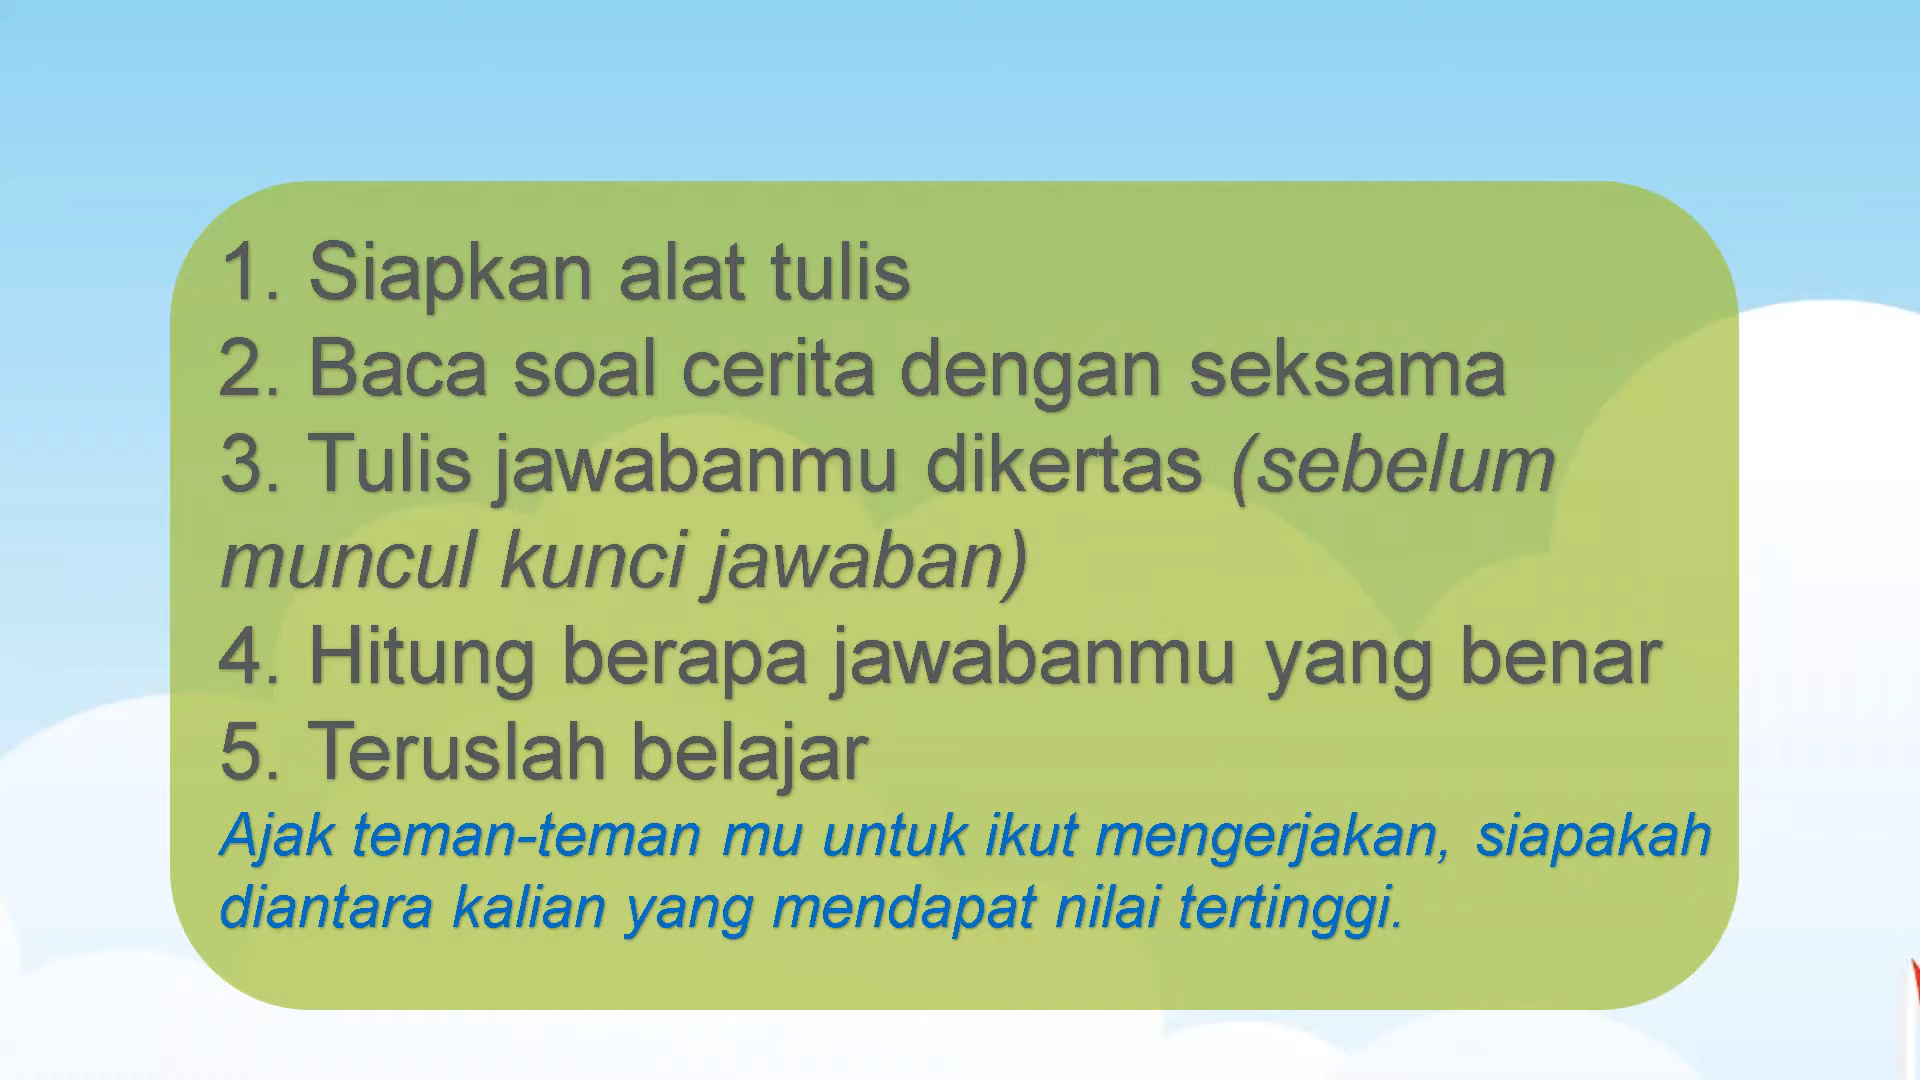 1. Siapkan alat tulis
2. Baca soal cerita dengan seksama
3. Tulis jawabanmu dikertas (sebelum
muncul kunci jawaban)
4. Hitung berapa jawabanmu yang benar
5. Teruslah belajar
Ajak teman-teman mu untuk ikut mengerjakan, siapakah
diantara kalian yang mendapat nilai tertinggi.